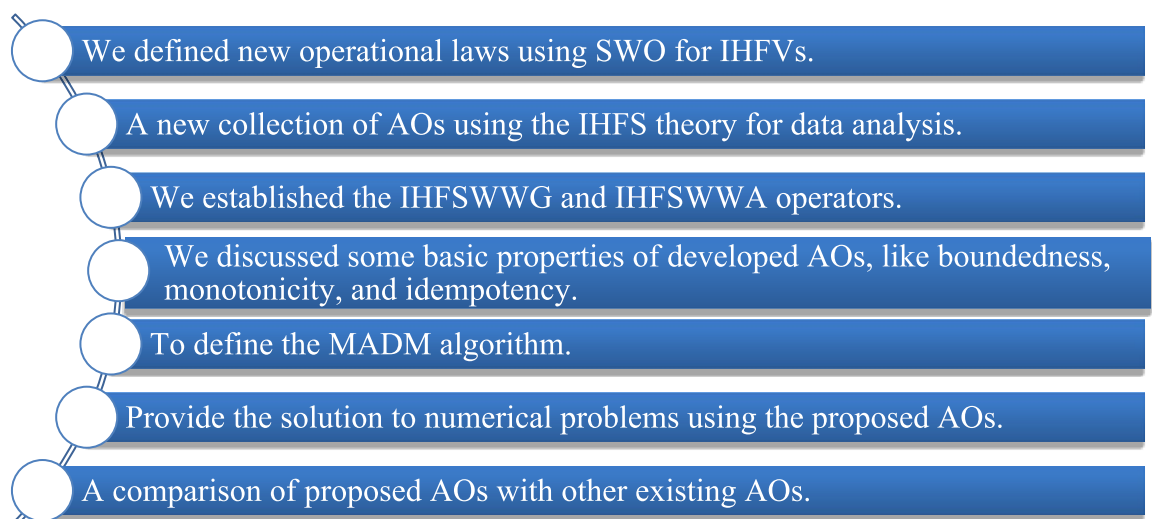 We defined new operational laws using SWO for IHFVs.
A new collection of AOs using the IHFS theory for data analysis.
We established the IHFSWWG and IHFSWWA operators.
We discussed some basic properties of developed AOs, like boundedness,
monotonicity, and idempotency.
To define the MADM algorithm.
Provide the solution to numerical problems using the proposed AOs.
A comparison of proposed AOs with other existing AOs.